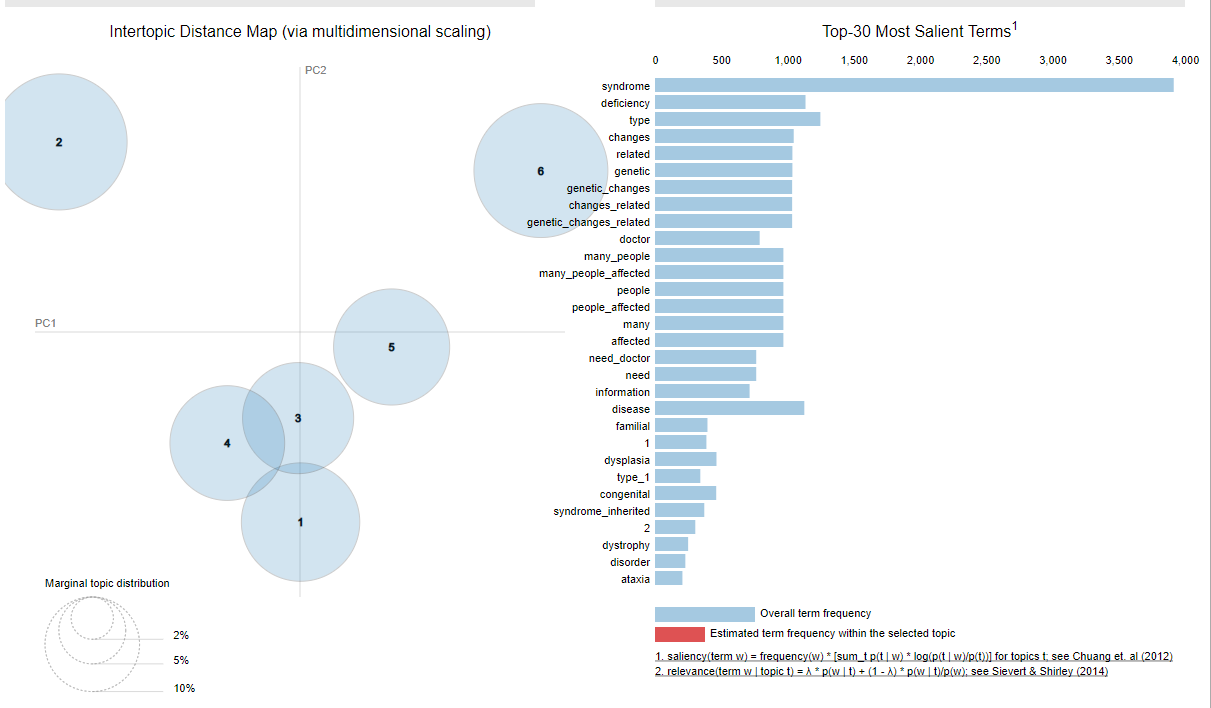 Intertopic Distance Map (via multidimensional scaling)
PC2
PC1
2
6
5
3
4
1
Marginal topic distribution
2%
5%
10%
Top-30 Most Salient Terms1
0 500 1,000 1,500 2,000 2,500 3,000 3,500 4,000
syndrome
deficiency
type
changes
related
genetic
genetic_changes
changes_related
genetic_changes_related
doctor
many_people
many_people_affected
people
people_affected
many
affected
need_doctor
need
information
disease
familial
1
dysplasia
type_1
congenital
syndrome_inherited
2
dystrophy
disorder
ataxia
Overall term frequency
Estimated term frequency within the selected topic
1. saliency(term w) = frequency(w) * [sum_t p(t | w) * log(p(t | w)/p(t))] for topics t; see Chuang et. al (2012)
2. relevance(term w | topic t) = λ * p(w | t) + (1 - λ) * p(w | t)/p(w); see Sievert & Shirley (2014)